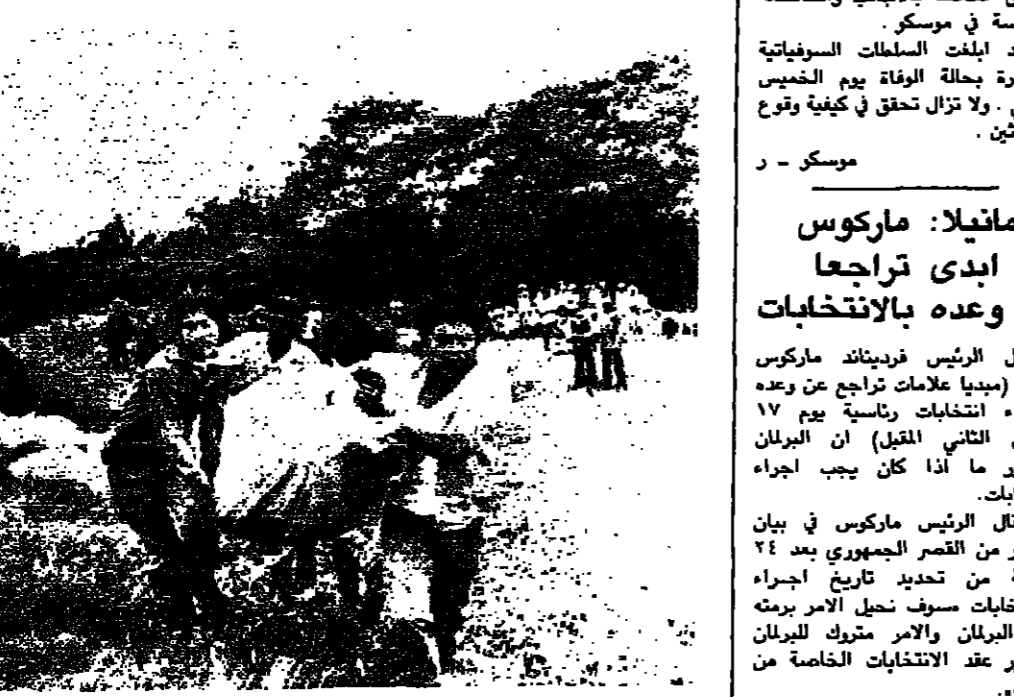 سة في موسكو .
د ابلغت السلطات السوفياتية
رة بحالة الوفاة يوم الخميس
. ولا تزال تحقق في كيفية وقوع
ثين .
موسكو - ر
مانيلا: ماركوس
ابدى تراجعا
وعده بالانتخابات
ل الرئيس فرديناند ماركوس
(مبديا علامات تراجع عن وعده
ء انتخابات رئاسية يوم ١٧
الثاني المقبل) ان البرلمان
ر ما اذا كان يجب اجراء
ابات.
قال الرئيس ماركوس في بيان
ر من القصر الجمهوري بعد ٢٤
ة من تحديد تاريخ اجراء
خابات سوف نحيل الامر برمته
البرلمان والامر متروك للبرلمان
ر عقد الانتخابات الخاصة من